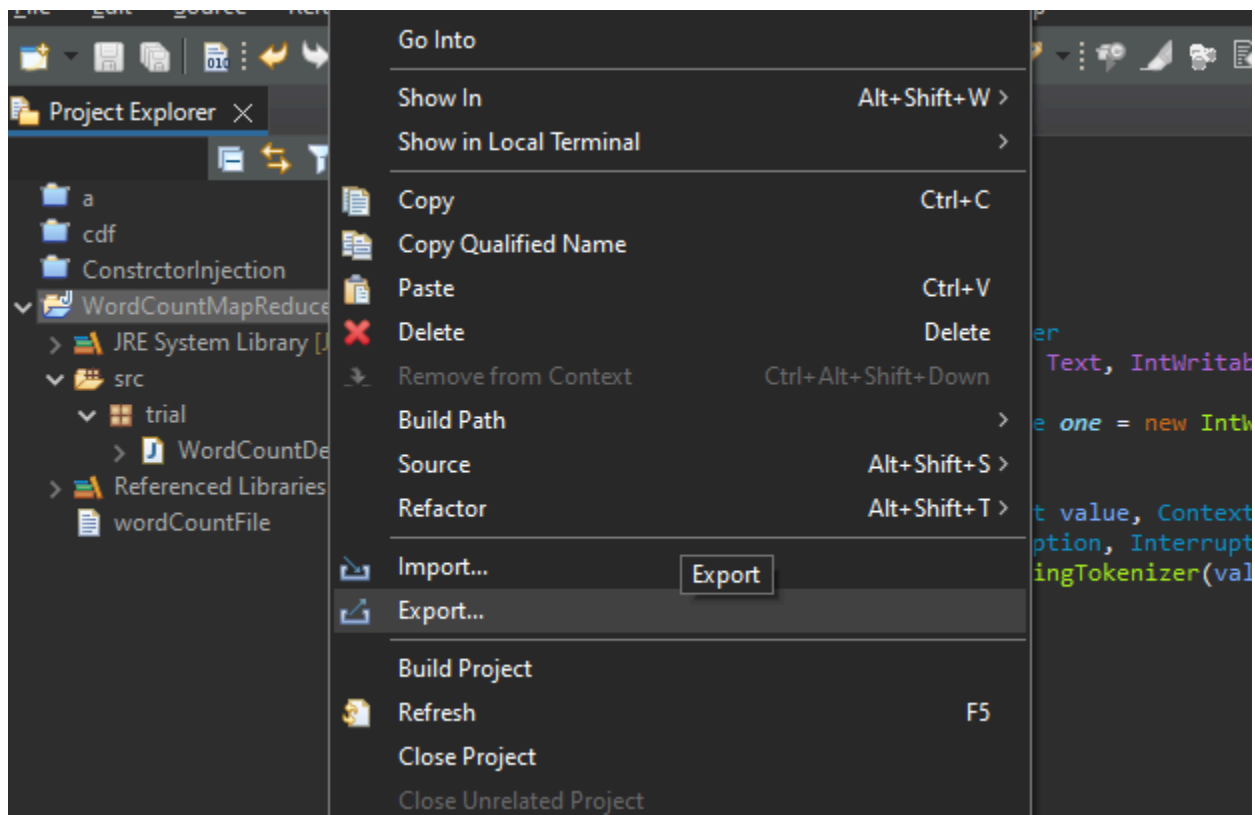 Project Explorer
a
cdf
ConstrctorInjection
WordCountMapReduce
JRE System Library [J
src
trial
WordCountDe
Referenced Libraries
wordCountFile
Go Into
Show In Alt+Shift+W >
Show in Local Terminal >
Copy Ctrl+C
Copy Qualified Name
Paste Ctrl+V
Delete Delete
Remove from Context Ctrl+Alt+Shift+Down
Build Path >
Source Alt+Shift+S >
Refactor Alt+Shift+T >
Import...
Export
Export...
Build Project
Refresh F5
Close Project
Close Unrelated Project
er
Text, IntWritab
e one = new IntW
t value, Context
ption, Interrupt
ingTokenizer(val